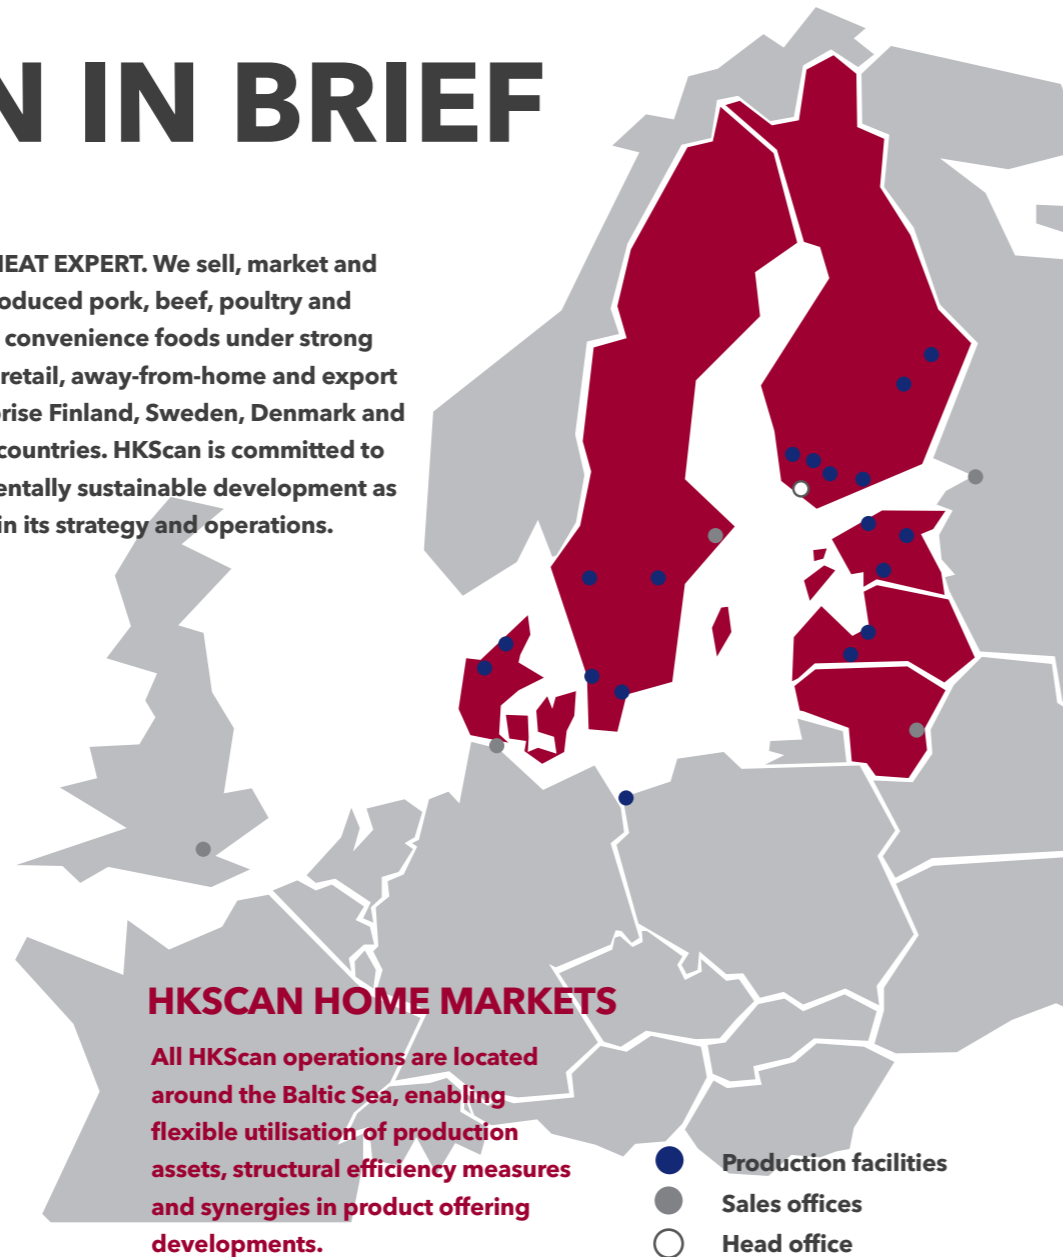 N IN BRIEF
MEAT EXPERT. We sell, market and
oduced pork, beef, poultry and
convenience foods under strong
retail, away-from-home and export
rise Finland, Sweden, Denmark and
countries. HKScan is committed to
entally sustainable development as
in its strategy and operations.
HKSCAN HOME MARKETS
All HKScan operations are located
around the Baltic Sea, enabling
flexible utilisation of production
assets, structural efficiency measures
and synergies in product offering
developments.
Production facilities
Sales offices
Head office